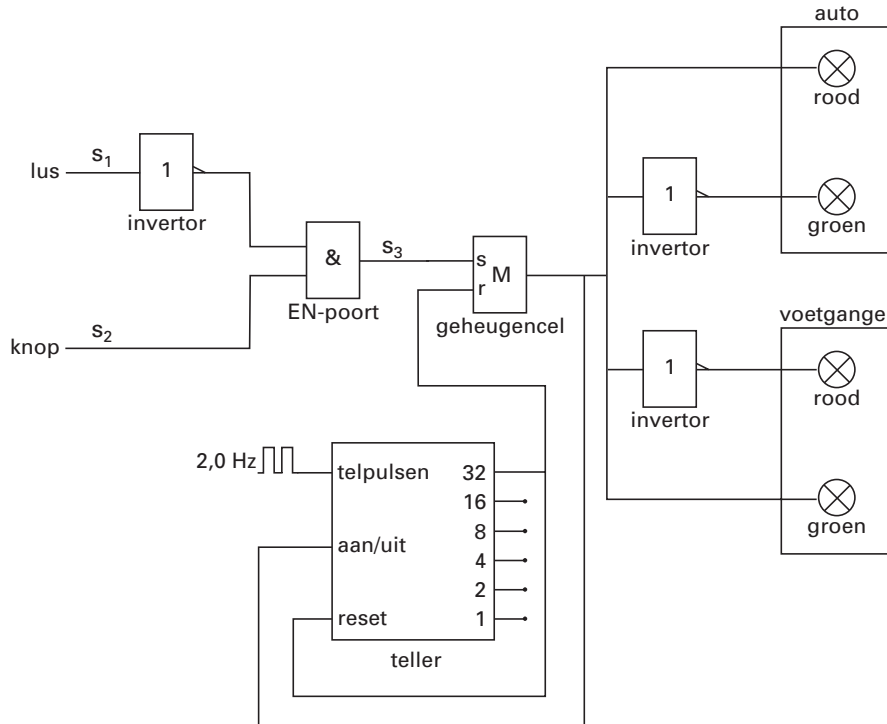 auto
rood
lus
s1
1
invertor
1
invertor
groen
&
EN-poort
s3
s
r
M
geheugencel
knop
s2
voetgange
1
invertor
rood
2,0 Hz
telpulsen
32
16
aan/uit
8
4
2
reset
1
teller
groen